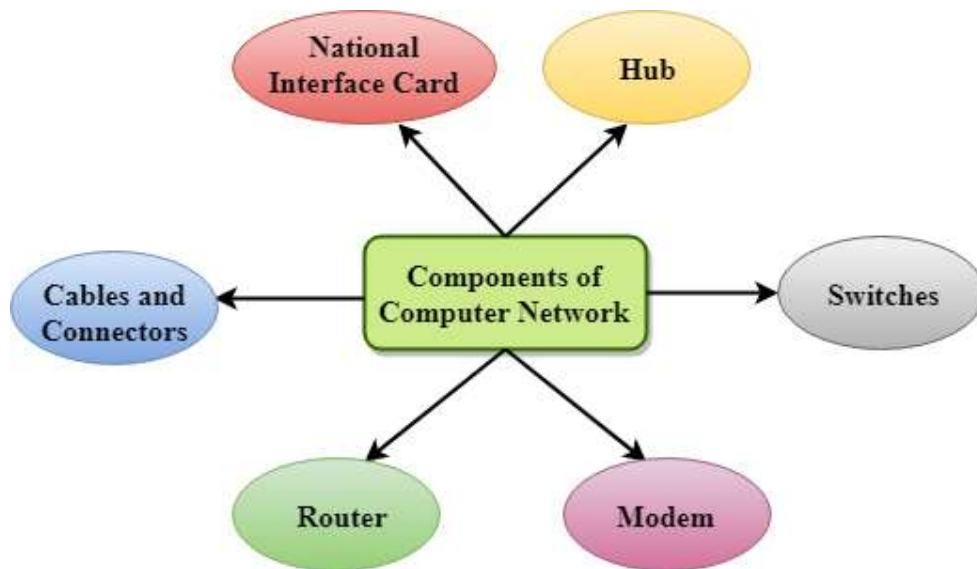 National
Interface Card
Hub
Components of
Computer Network
Cables and
Connectors
Switches
Router
Modem